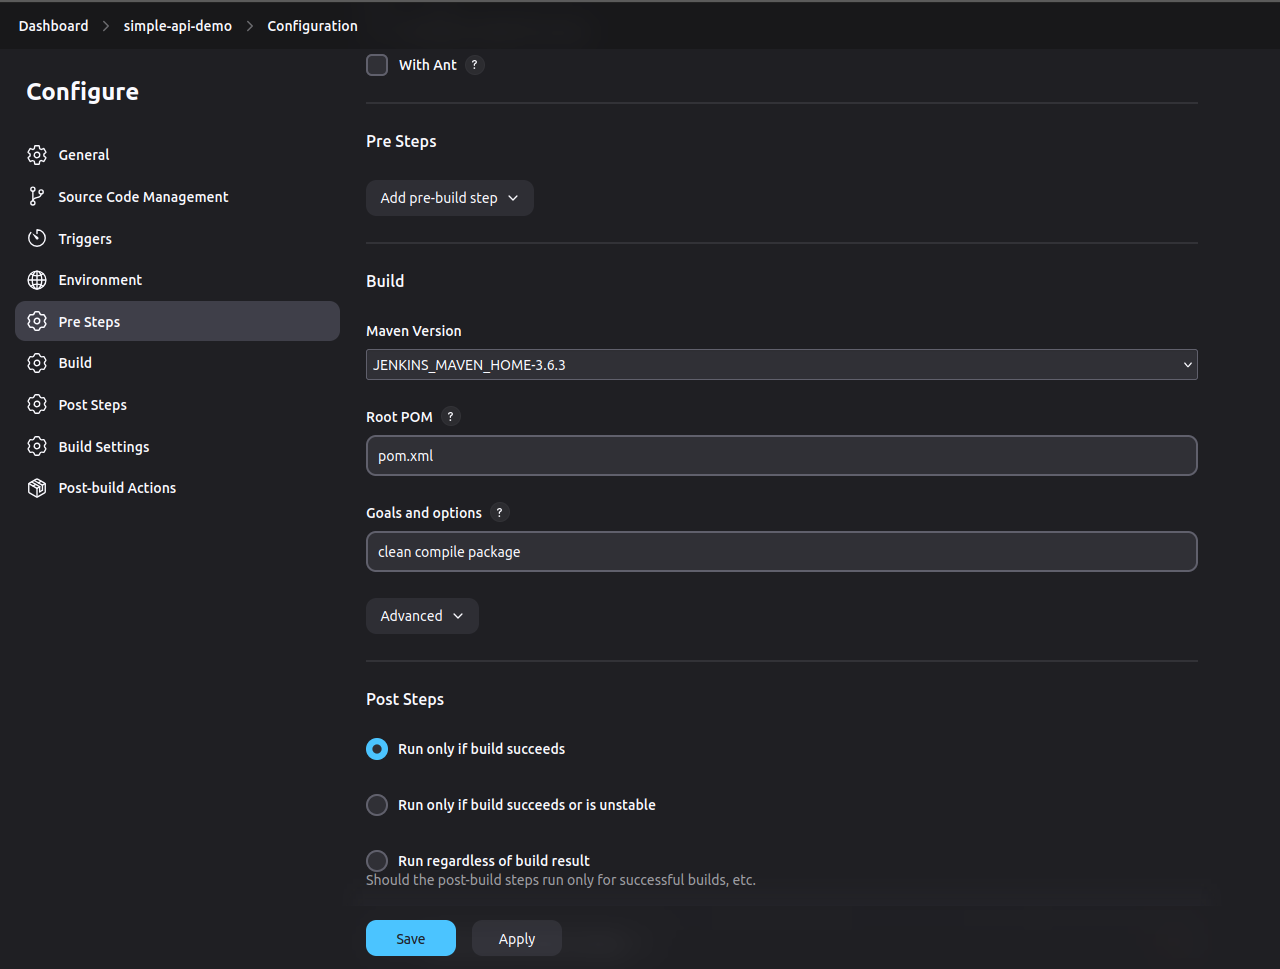 Dashboard > simple-api-demo > Configuration
Configure
General
Source Code Management
Triggers
Environment
Pre Steps
Build
Post Steps
Build Settings
Post-build Actions
With Ant ?
Pre Steps
Add pre-build step
Build
Maven Version
JENKINS_MAVEN_HOME-3.6.3
Root POM ?
pom.xml
Goals and options ?
clean compile package
Advanced
Post Steps
Run only if build succeeds
Run only if build succeeds or is unstable
Run regardless of build result
Should the post-build steps run only for successful builds, etc.
Save Apply